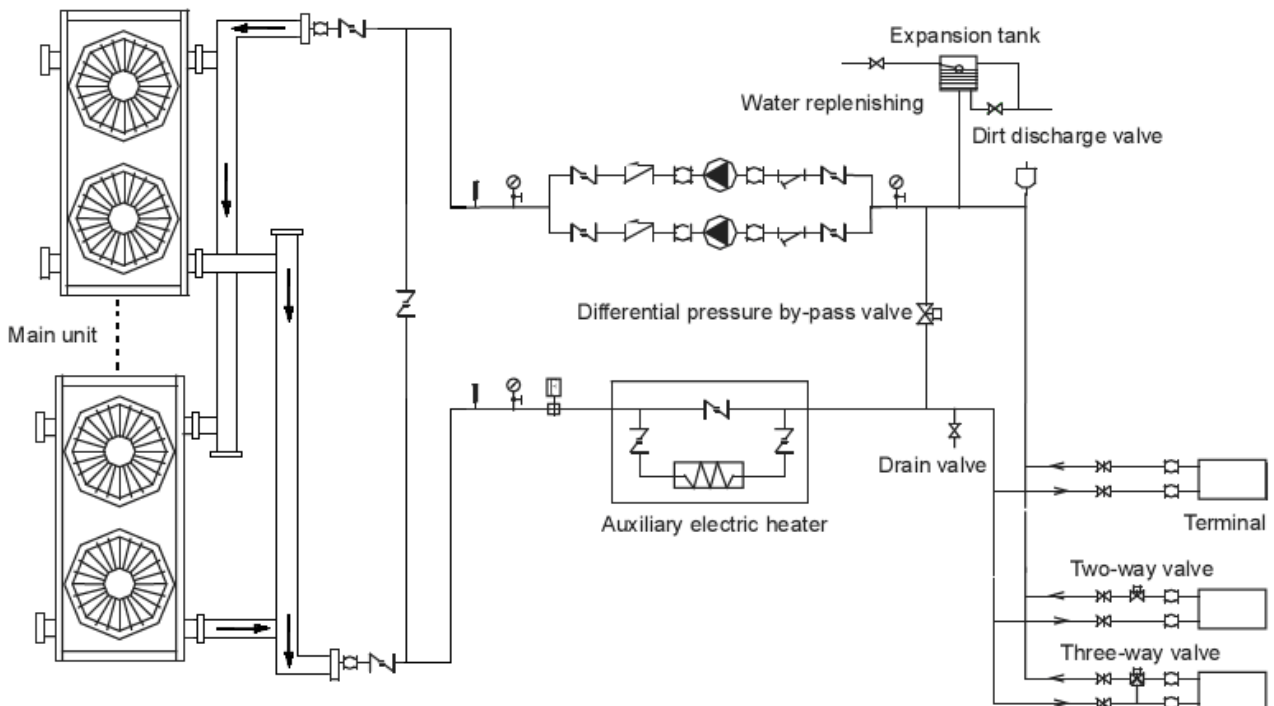 Expansion tank
Water replenishing
Dirt discharge valve
Differential pressure by-pass valve
Main unit
Drain valve
Auxiliary electric heater
Terminal
Two-way valve
Three-way valve